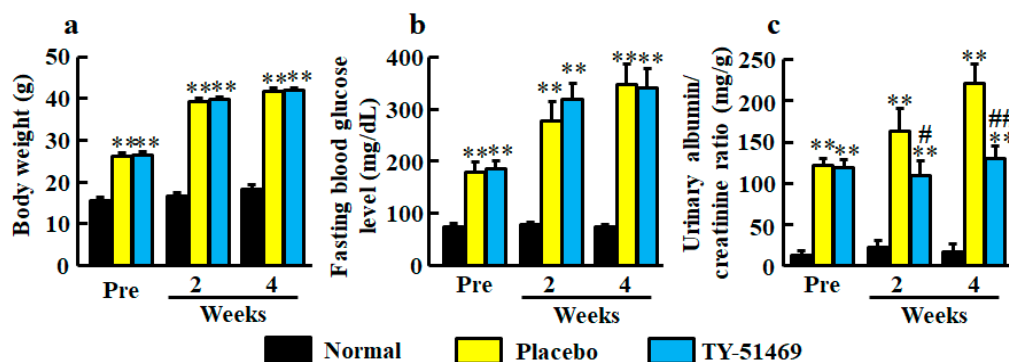 a
Body weight (g)
50
40
30
20
10
0
** **
** **
** **
Pre
2
4
Weeks
b
Fasting blood glucose
level (mg/dL)
400
300
200
100
0
** **
**
**
** **
Pre
2
4
Weeks
c
Urinary albumin/
creatinine ratio (mg/g)
250
200
150
100
50
0
** **
**
#
**
**
##
**
Pre
2
4
Weeks
Normal
Placebo
TY-51469